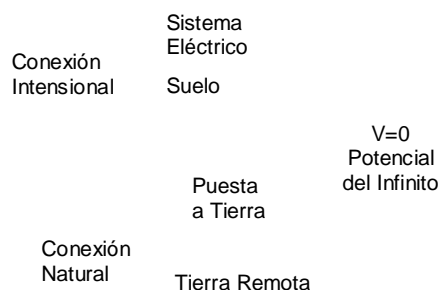 Sistema
Eléctrico
Conexión
Intensional
Suelo
V=0
Potencial
del Infinito
Puesta
a Tierra
Conexión
Natural
Tierra Remota